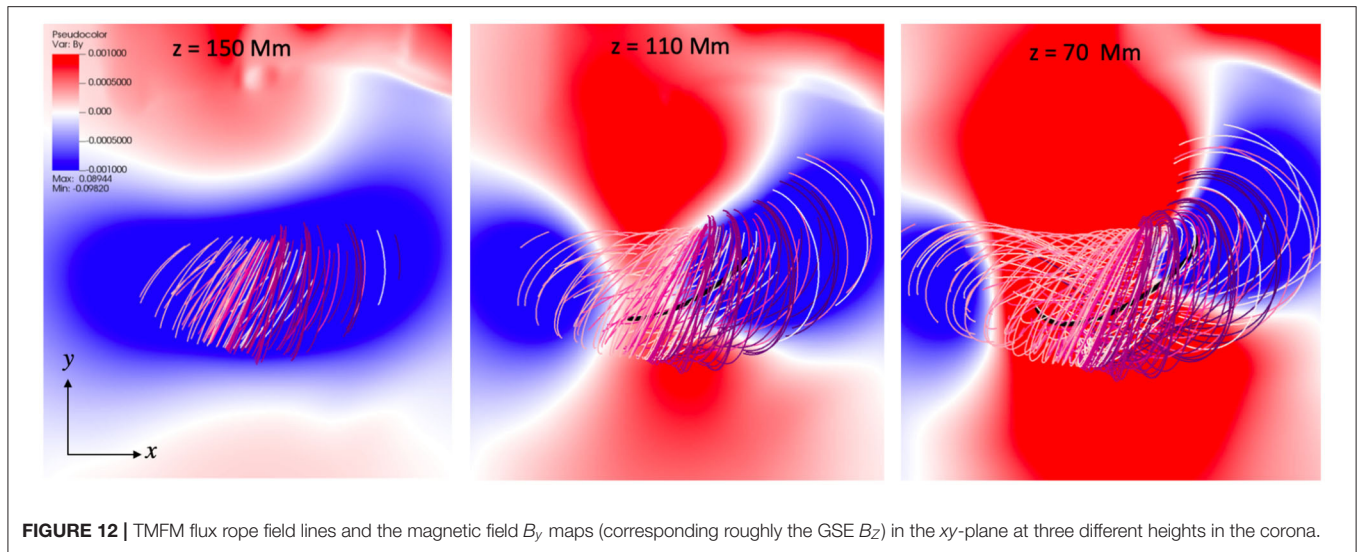 Pseudocolor
Var: By
0.001000
0.0005000
0.000
-0.0005000
-0.001000
Max: 0.08944
Min: -0.09820
z = 150 Mm
z = 110 Mm
z = 70 Mm
y
x
FIGURE 12 | TMFM flux rope field lines and the magnetic field By maps (corresponding roughly the GSE BZ) in the xy-plane at three different heights in the corona.